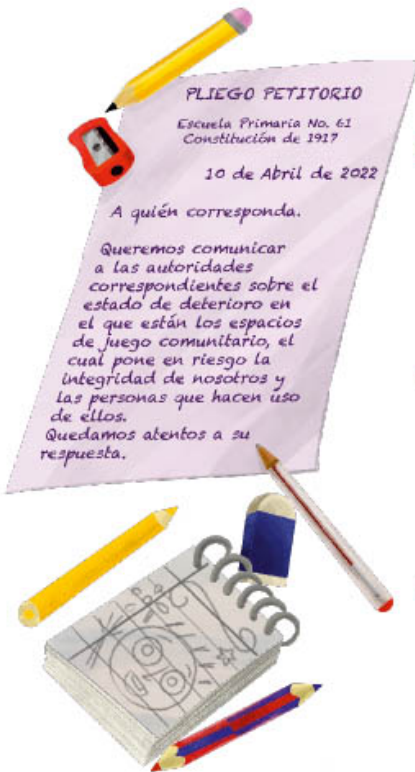 PLIEGO PETITORIO
Escuela Primaria No. 61
Constitución de 1917
10 de Abril de 2022
A quién corresponda.
Queremos comunicar
a las autoridades
correspondientes sobre el
estado de deterioro en
el que están los espacios
de juego comunitario, el
cual pone en riesgo la
integridad de nosotros y
las personas que hacen uso
de ellos.
Quedamos atentos a su
respuesta.